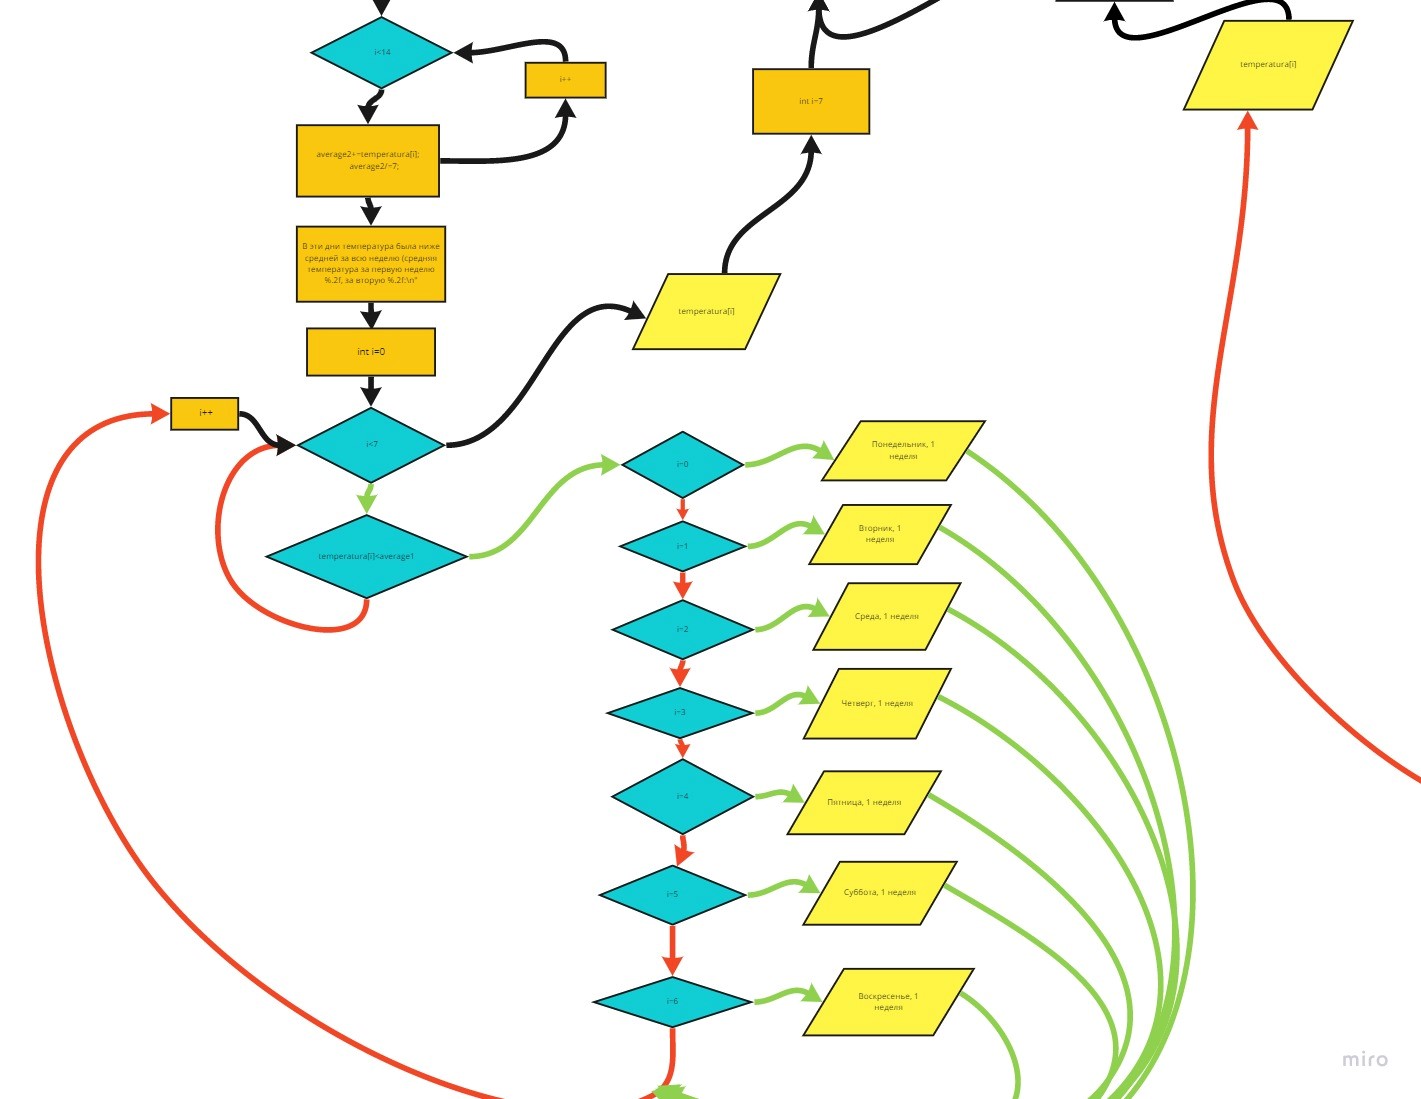 i<14
i++
average2+=temperatura[i];
average2/=7;
В эти дни температура была ниже
средней за всю неделю (средняя
температура за первую неделю
%.2f, за вторую %.2f:\n"
int i=0
i++
i<7
temperatura[i]<average1
int i=7
temperatura[i]
temperatura[i]
i=0
Понедельник, 1
неделя
i=1
Вторник, 1
неделя
i=2
Среда, 1 неделя
i=3
Четверг, 1 неделя
i=4
Пятница, 1 неделя
i=5
Суббота, 1 неделя
i=6
Воскресенье, 1
неделя
miro